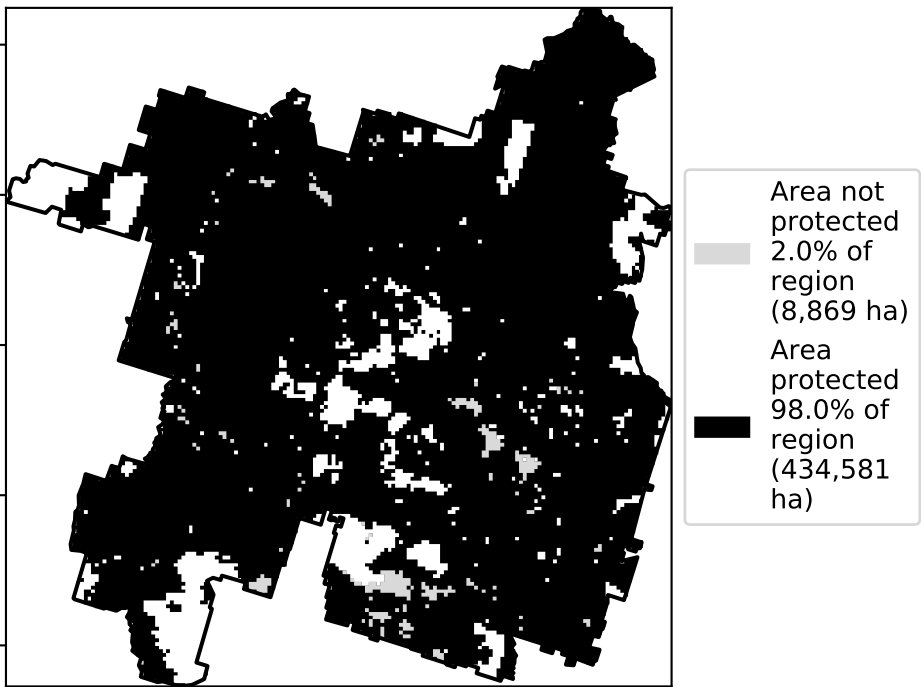 Area not
protected
2.0% of
region
(8,869 ha)
Area
protected
98.0% of
region
(434,581
ha)